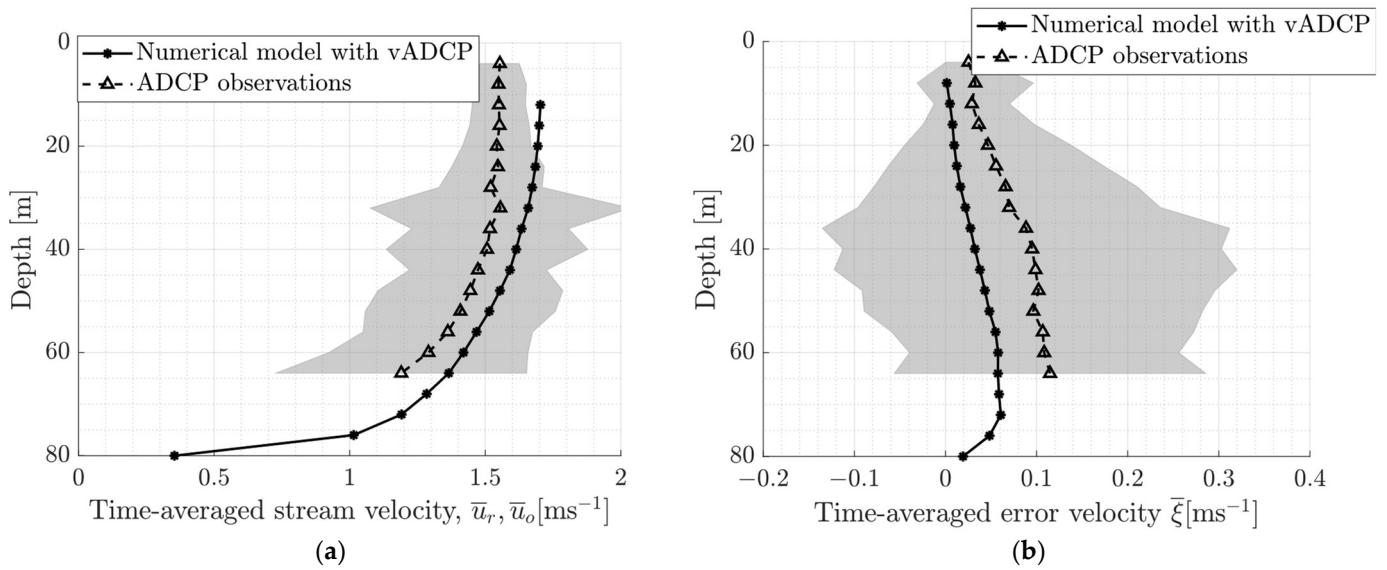 Numerical model with vADCP
ADCP observations
0
20
40
60
80
Depth [m]
0
0.5
1
1.5
2
Time-averaged stream velocity, u̅ᵣ, u̅ₒ[ms⁻¹]
(a)
Numerical model with vADCP
ADCP observations
0
20
40
60
80
Depth [m]
−0.2
−0.1
0
0.1
0.2
0.3
0.4
Time-averaged error velocity ξ̅[ms⁻¹]
(b)